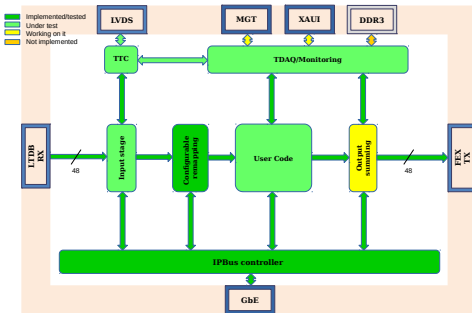 Implemented/tested
Under test
Working on it
Not implemented
LVDS
MGT
XAUI
DDR3
TTC
TDAQ/Monitoring
LTDB
RX
48
Input stage
Configurable
remapping
User Code
Output
summing
48
FEX
TX
IPBus controller
GbE